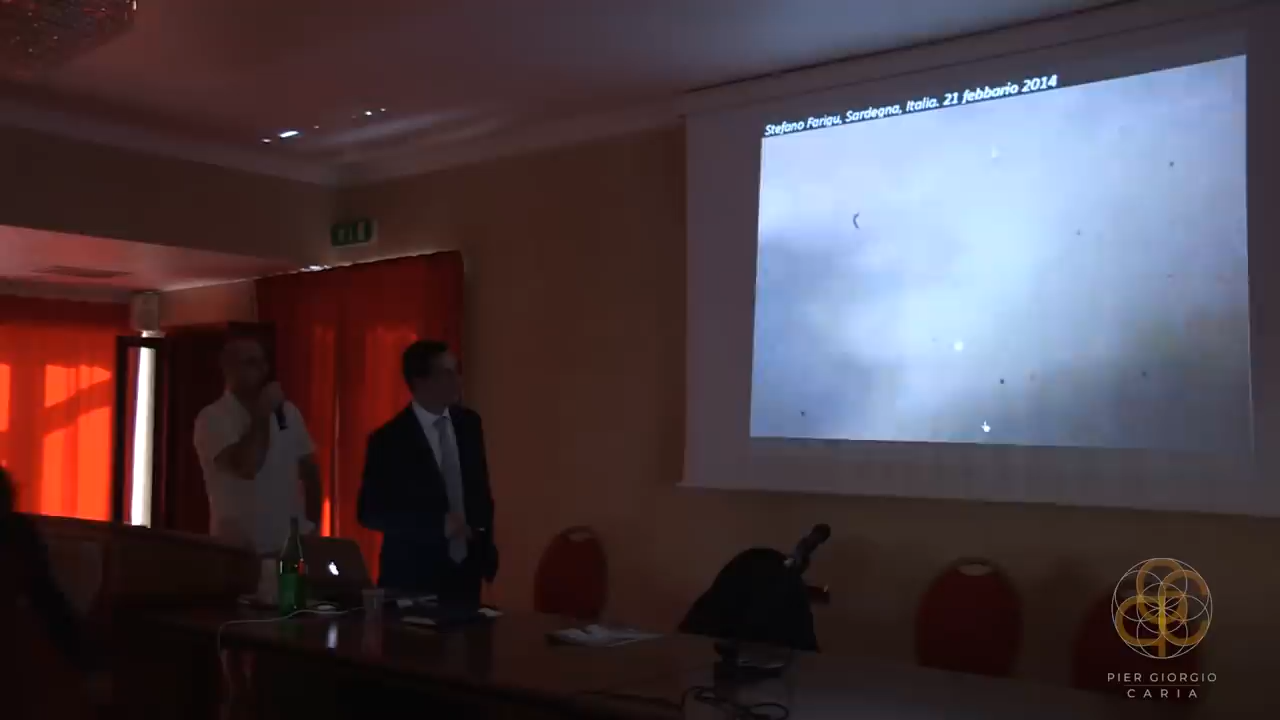 Stefano Farigu, Sardegna, Italia. 21 febbario 2014
PIER GIORGIO
CARIA